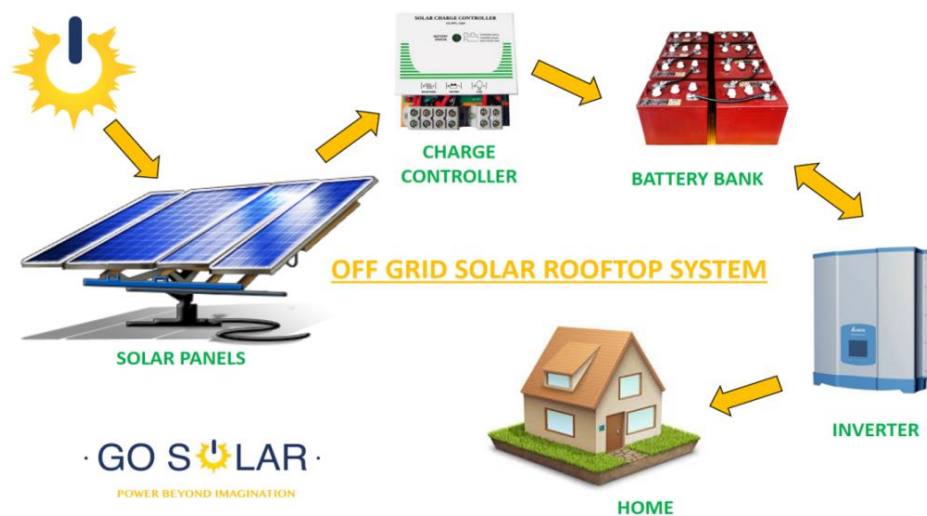 SOLAR CHARGE CONTROLLER
CHARGE
CONTROLLER
BATTERY BANK
OFF GRID SOLAR ROOFTOP SYSTEM
SOLAR PANELS
INVERTER
· GO SOLAR ·
POWER BEYOND IMAGINATION
HOME